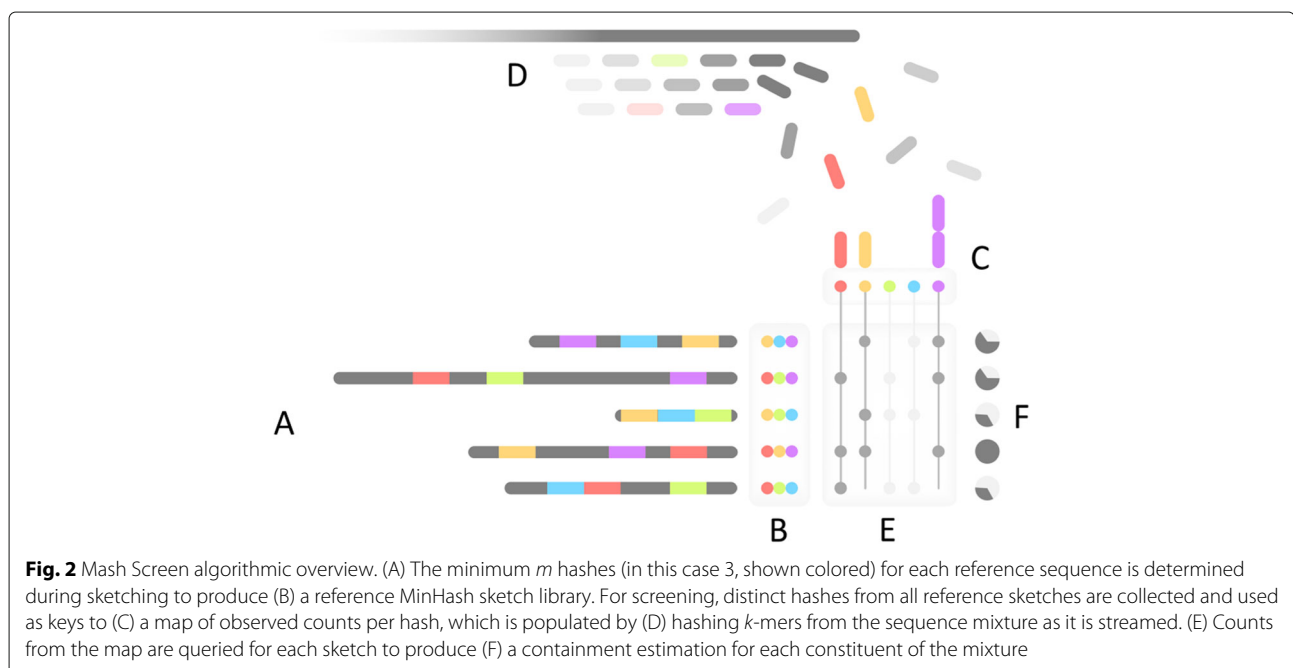 D
C
A
F
B
E
Fig. 2 Mash Screen algorithmic overview. (A) The minimum m hashes (in this case 3, shown colored) for each reference sequence is determined
during sketching to produce (B) a reference MinHash sketch library. For screening, distinct hashes from all reference sketches are collected and used
as keys to (C) a map of observed counts per hash, which is populated by (D) hashing k-mers from the sequence mixture as it is streamed. (E) Counts
from the map are queried for each sketch to produce (F) a containment estimation for each constituent of the mixture